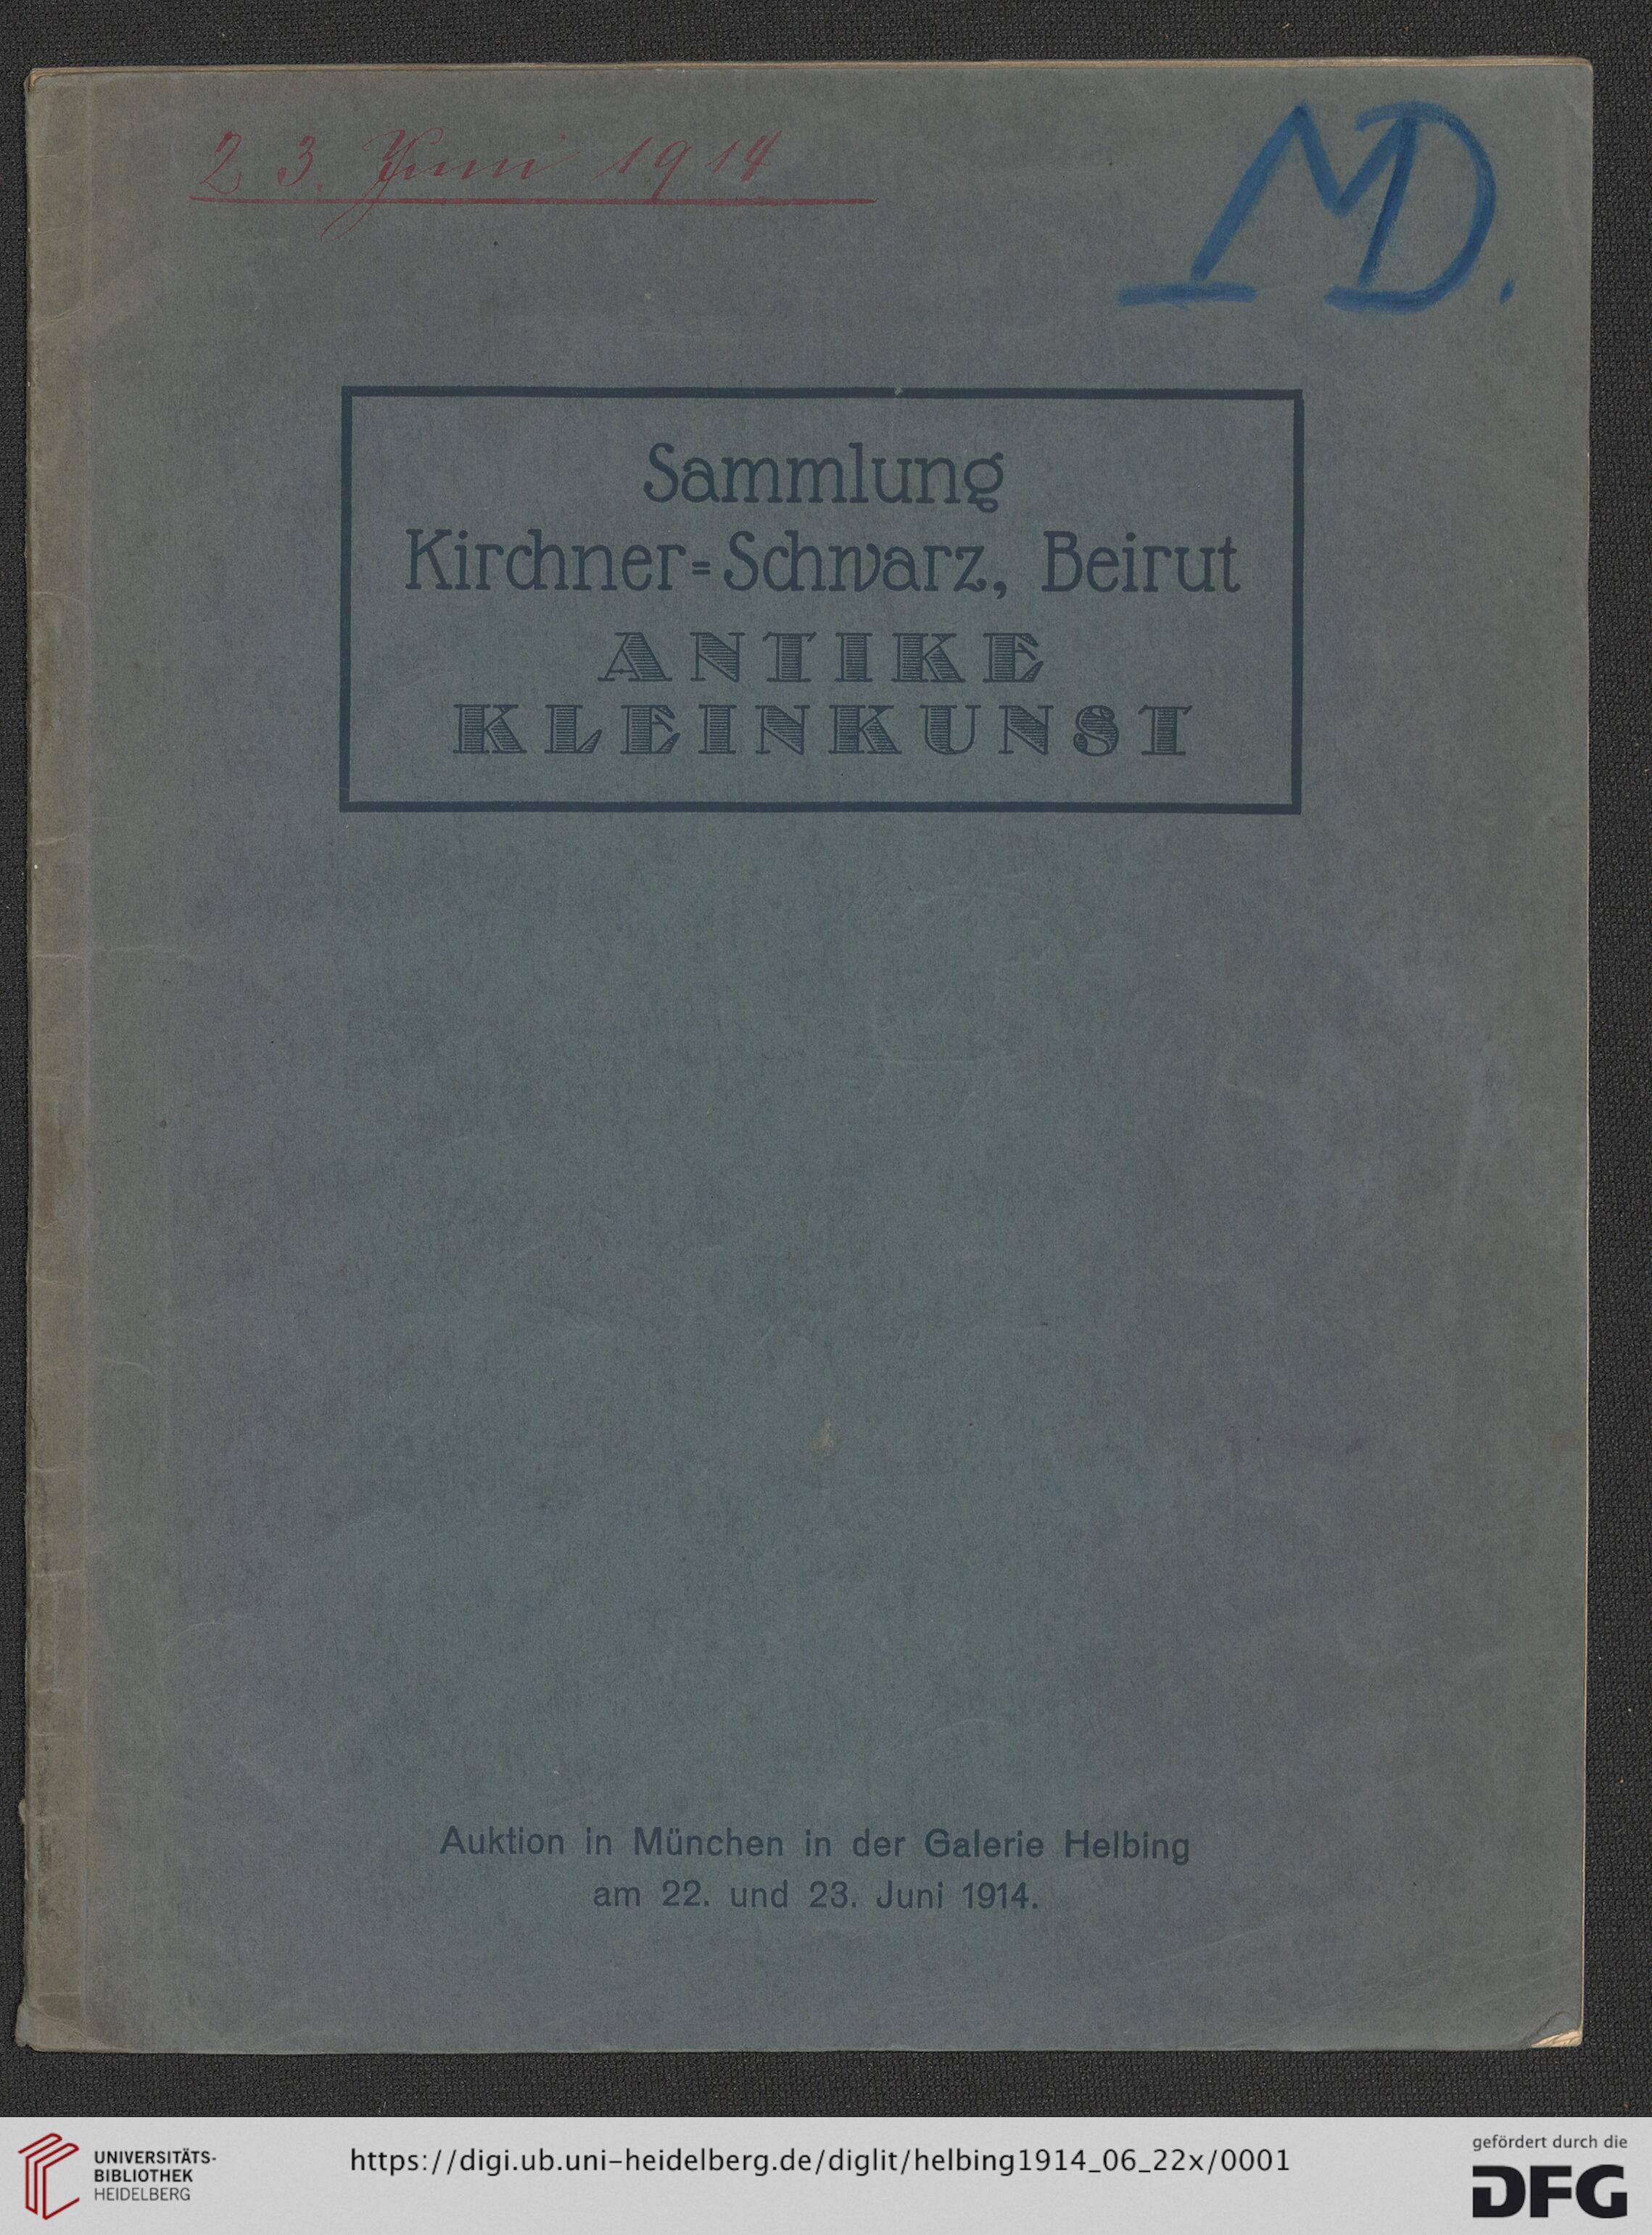 23. Juni 1914
MD.
Sammlung
Kirchner=Schwarz, Beirut
ANTIKE
KLEINKUNST
Auktion in München in der Galerie Helbing
am 22. und 23. Juni 1914.
UNIVERSITÄTS-
BIBLIOTHEK
HEIDELBERG
https://digi.ub.uni-heidelberg.de/diglit/helbing1914_06_22x/0001
gefördert durch die
DFG